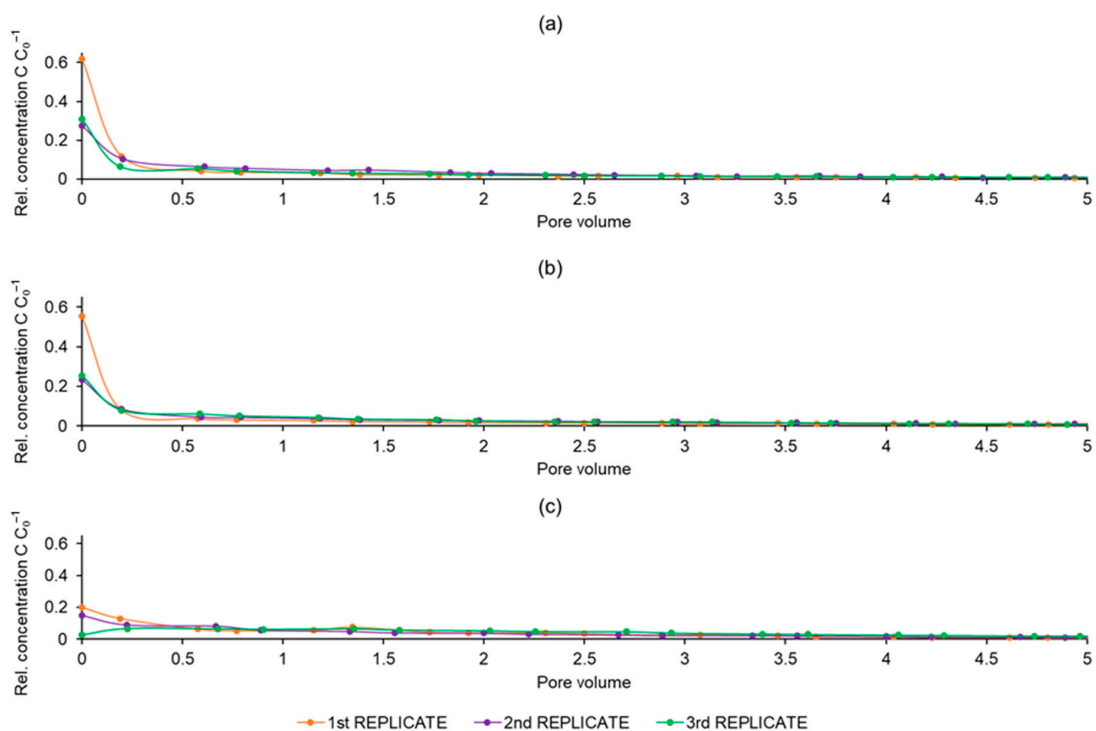 (a)
Rel. concentration C C₀⁻¹
0.6
0.4
0.2
0
0 0.5 1 1.5 2 2.5 3 3.5 4 4.5 5
Pore volume
(b)
Rel. concentration C C₀⁻¹
0.6
0.4
0.2
0
0 0.5 1 1.5 2 2.5 3 3.5 4 4.5 5
Pore volume
(c)
Rel. concentration C C₀⁻¹
0.6
0.4
0.2
0
0 0.5 1 1.5 2 2.5 3 3.5 4 4.5 5
Pore volume
1st REPLICATE 2nd REPLICATE 3rd REPLICATE